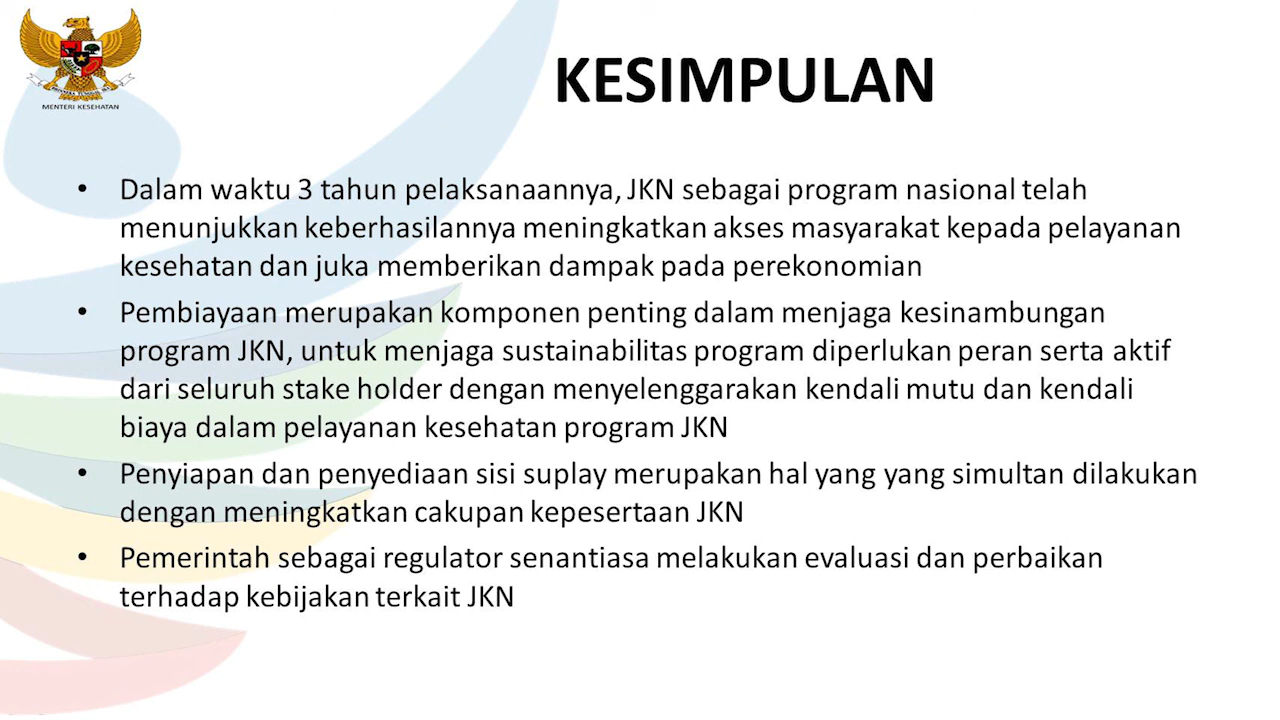 MENTERI KESEHATAN
KESIMPULAN
• Dalam waktu 3 tahun pelaksanaannya, JKN sebagai program nasional telah
menunjukkan keberhasilannya meningkatkan akses masyarakat kepada pelayanan
kesehatan dan juka memberikan dampak pada perekonomian
• Pembiayaan merupakan komponen penting dalam menjaga kesinambungan
program JKN, untuk menjaga sustainabilitas program diperlukan peran serta aktif
dari seluruh stake holder dengan menyelenggarakan kendali mutu dan kendali
biaya dalam pelayanan kesehatan program JKN
• Penyiapan dan penyediaan sisi suplay merupakan hal yang yang simultan dilakukan
dengan meningkatkan cakupan kepesertaan JKN
• Pemerintah sebagai regulator senantiasa melakukan evaluasi dan perbaikan
terhadap kebijakan terkait JKN